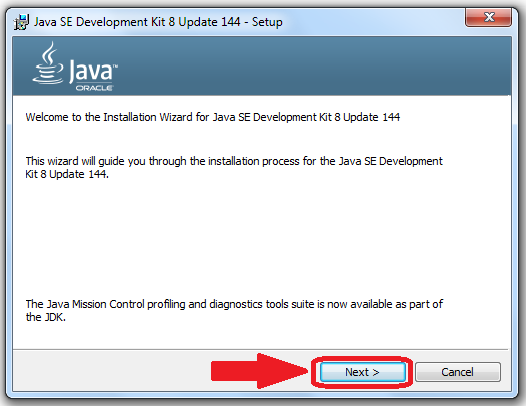 Java SE Development Kit 8 Update 144 - Setup
Java™
ORACLE
Welcome to the Installation Wizard for Java SE Development Kit 8 Update 144
This wizard will guide you through the installation process for the Java SE Development
Kit 8 Update 144.
The Java Mission Control profiling and diagnostics tools suite is now available as part of
the JDK.
Next >
Cancel